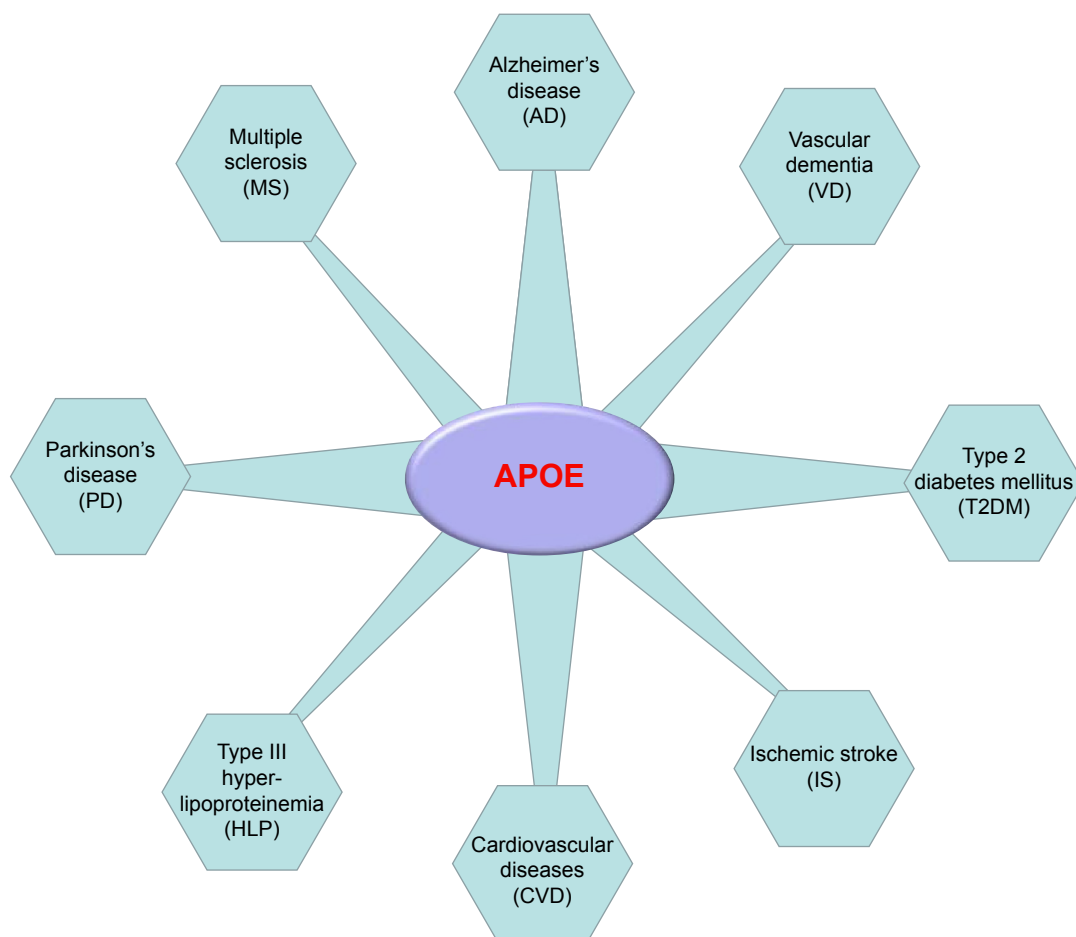 Alzheimer's
disease
(AD)
Multiple
sclerosis
(MS)
Vascular
dementia
(VD)
Parkinson's
disease
(PD)
APOE
Type 2
diabetes mellitus
(T2DM)
Type III
hyper-
lipoproteinemia
(HLP)
Ischemic stroke
(IS)
Cardiovascular
diseases
(CVD)